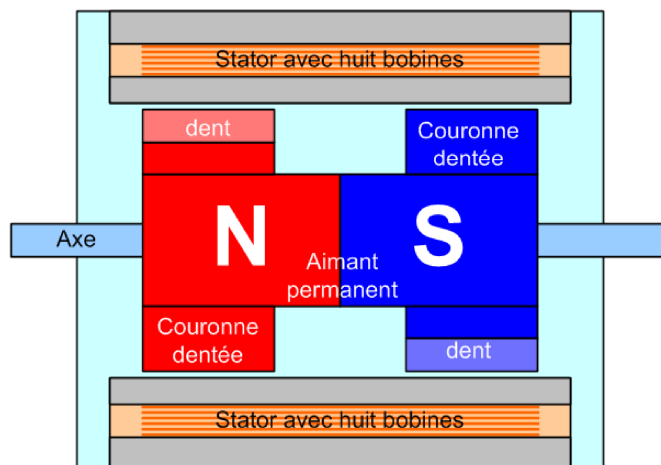 Stator avec huit bobines
dent
Couronne
dentée
Axe
N
S
Aimant
permanent
Couronne
dentée
dent
Stator avec huit bobines